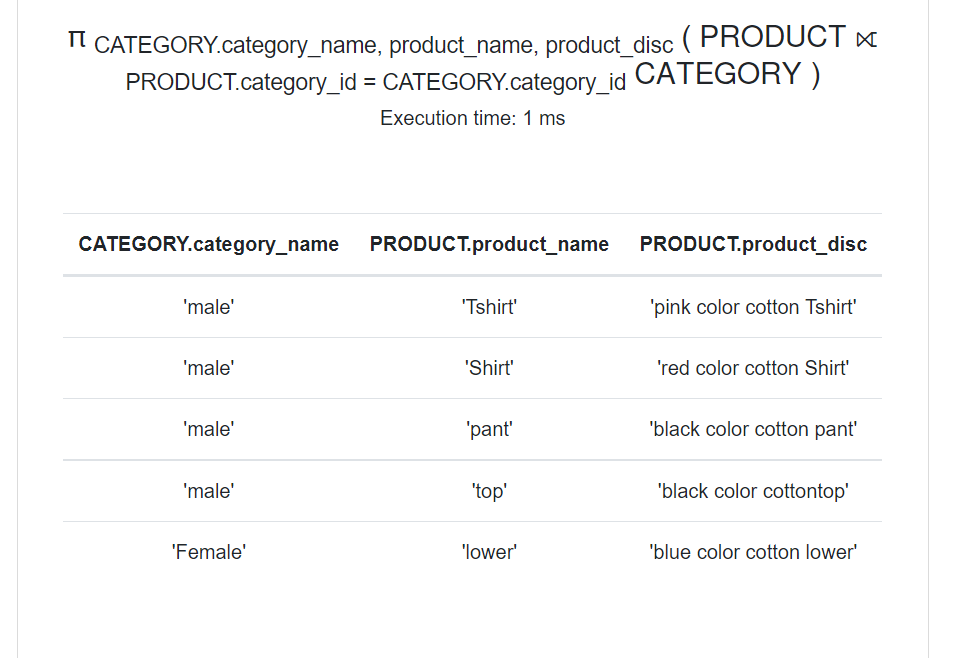 π CATEGORY.category_name, product_name, product_disc ( PRODUCT ⋈
PRODUCT.category_id = CATEGORY.category_id CATEGORY )
Execution time: 1 ms
CATEGORY.category_name PRODUCT.product_name PRODUCT.product_disc
'male' 'Tshirt' 'pink color cotton Tshirt'
'male' 'Shirt' 'red color cotton Shirt'
'male' 'pant' 'black color cotton pant'
'male' 'top' 'black color cottontop'
'Female' 'lower' 'blue color cotton lower'